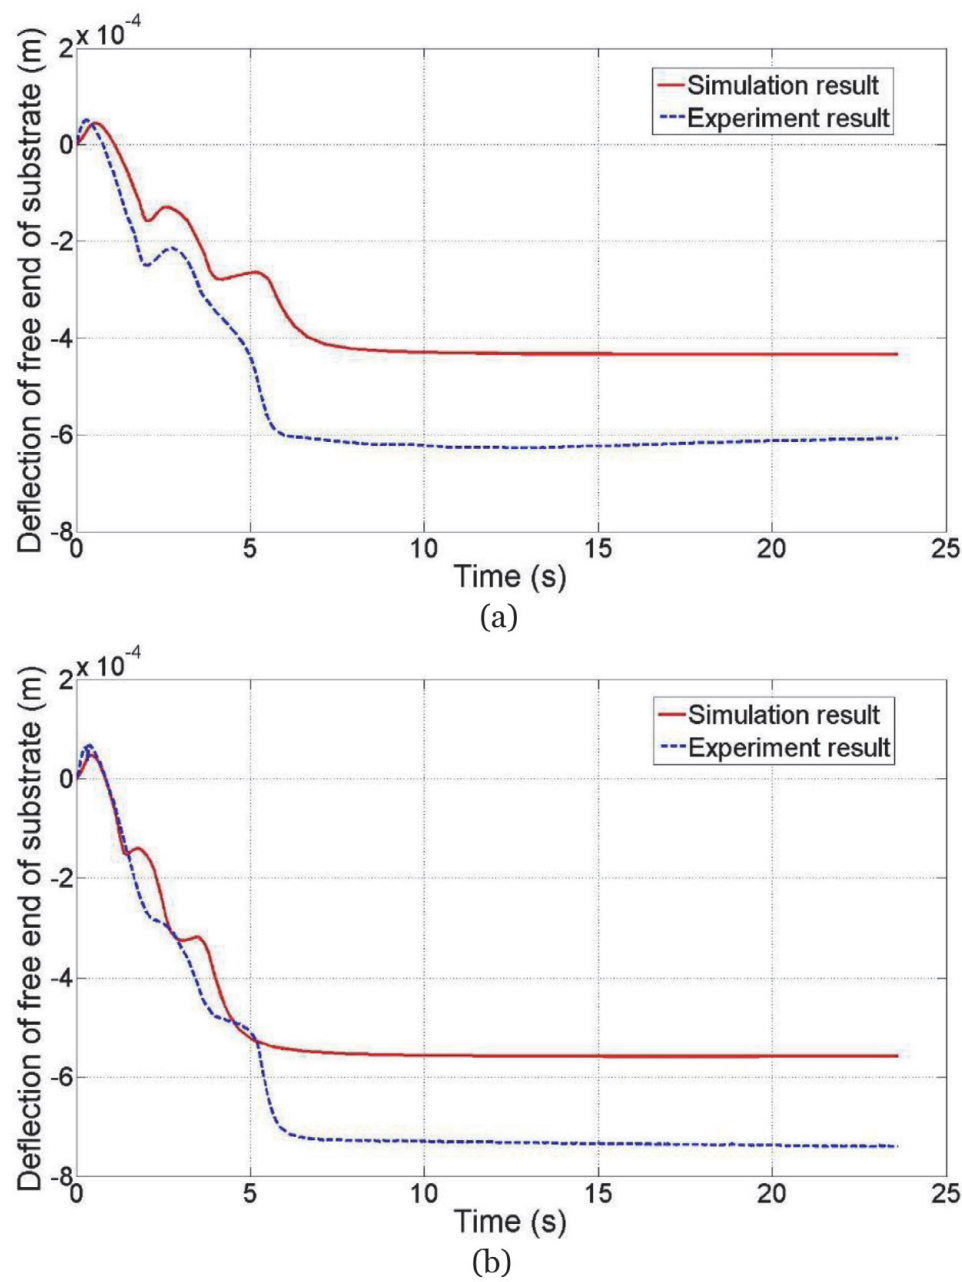 2 x 10-4
Deflection of free end of substrate (m)
Simulation result
Experiment result
0
-2
-4
-6
-8
0 5 10 15 20 25
Time (s)
(a)
2 x 10-4
Deflection of free end of substrate (m)
Simulation result
Experiment result
0
-2
-4
-6
-8
0 5 10 15 20 25
Time (s)
(b)